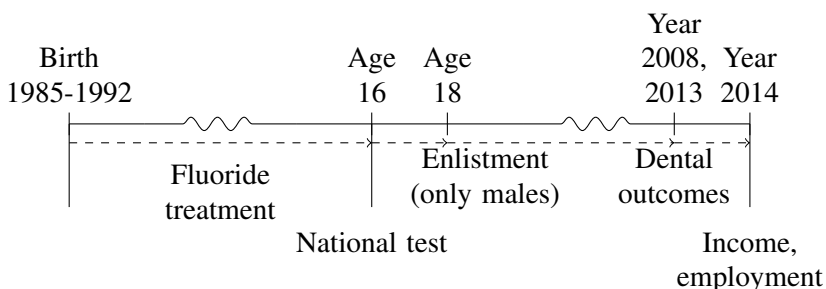 Birth
1985-1992
Age
16
Age
18
Year
2008,
2013
Year
2014
Fluoride
treatment
Enlistment
(only males)
Dental
outcomes
National test
Income,
employment